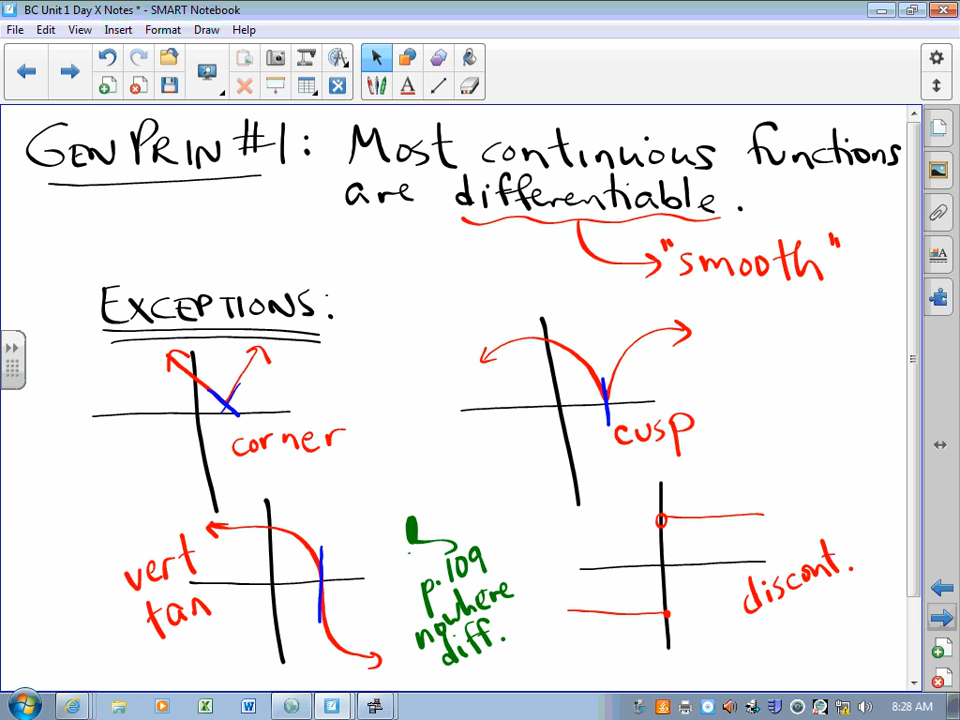 BC Unit 1 Day X Notes * - SMART Notebook
File Edit View Insert Format Draw Help
GEN PRIN #1: Most continuous functions
are differentiable.
"smooth"
EXCEPTIONS:
corner
cusp
vert
tan
p.109
nowhere
diff.
discont.
8:28 AM